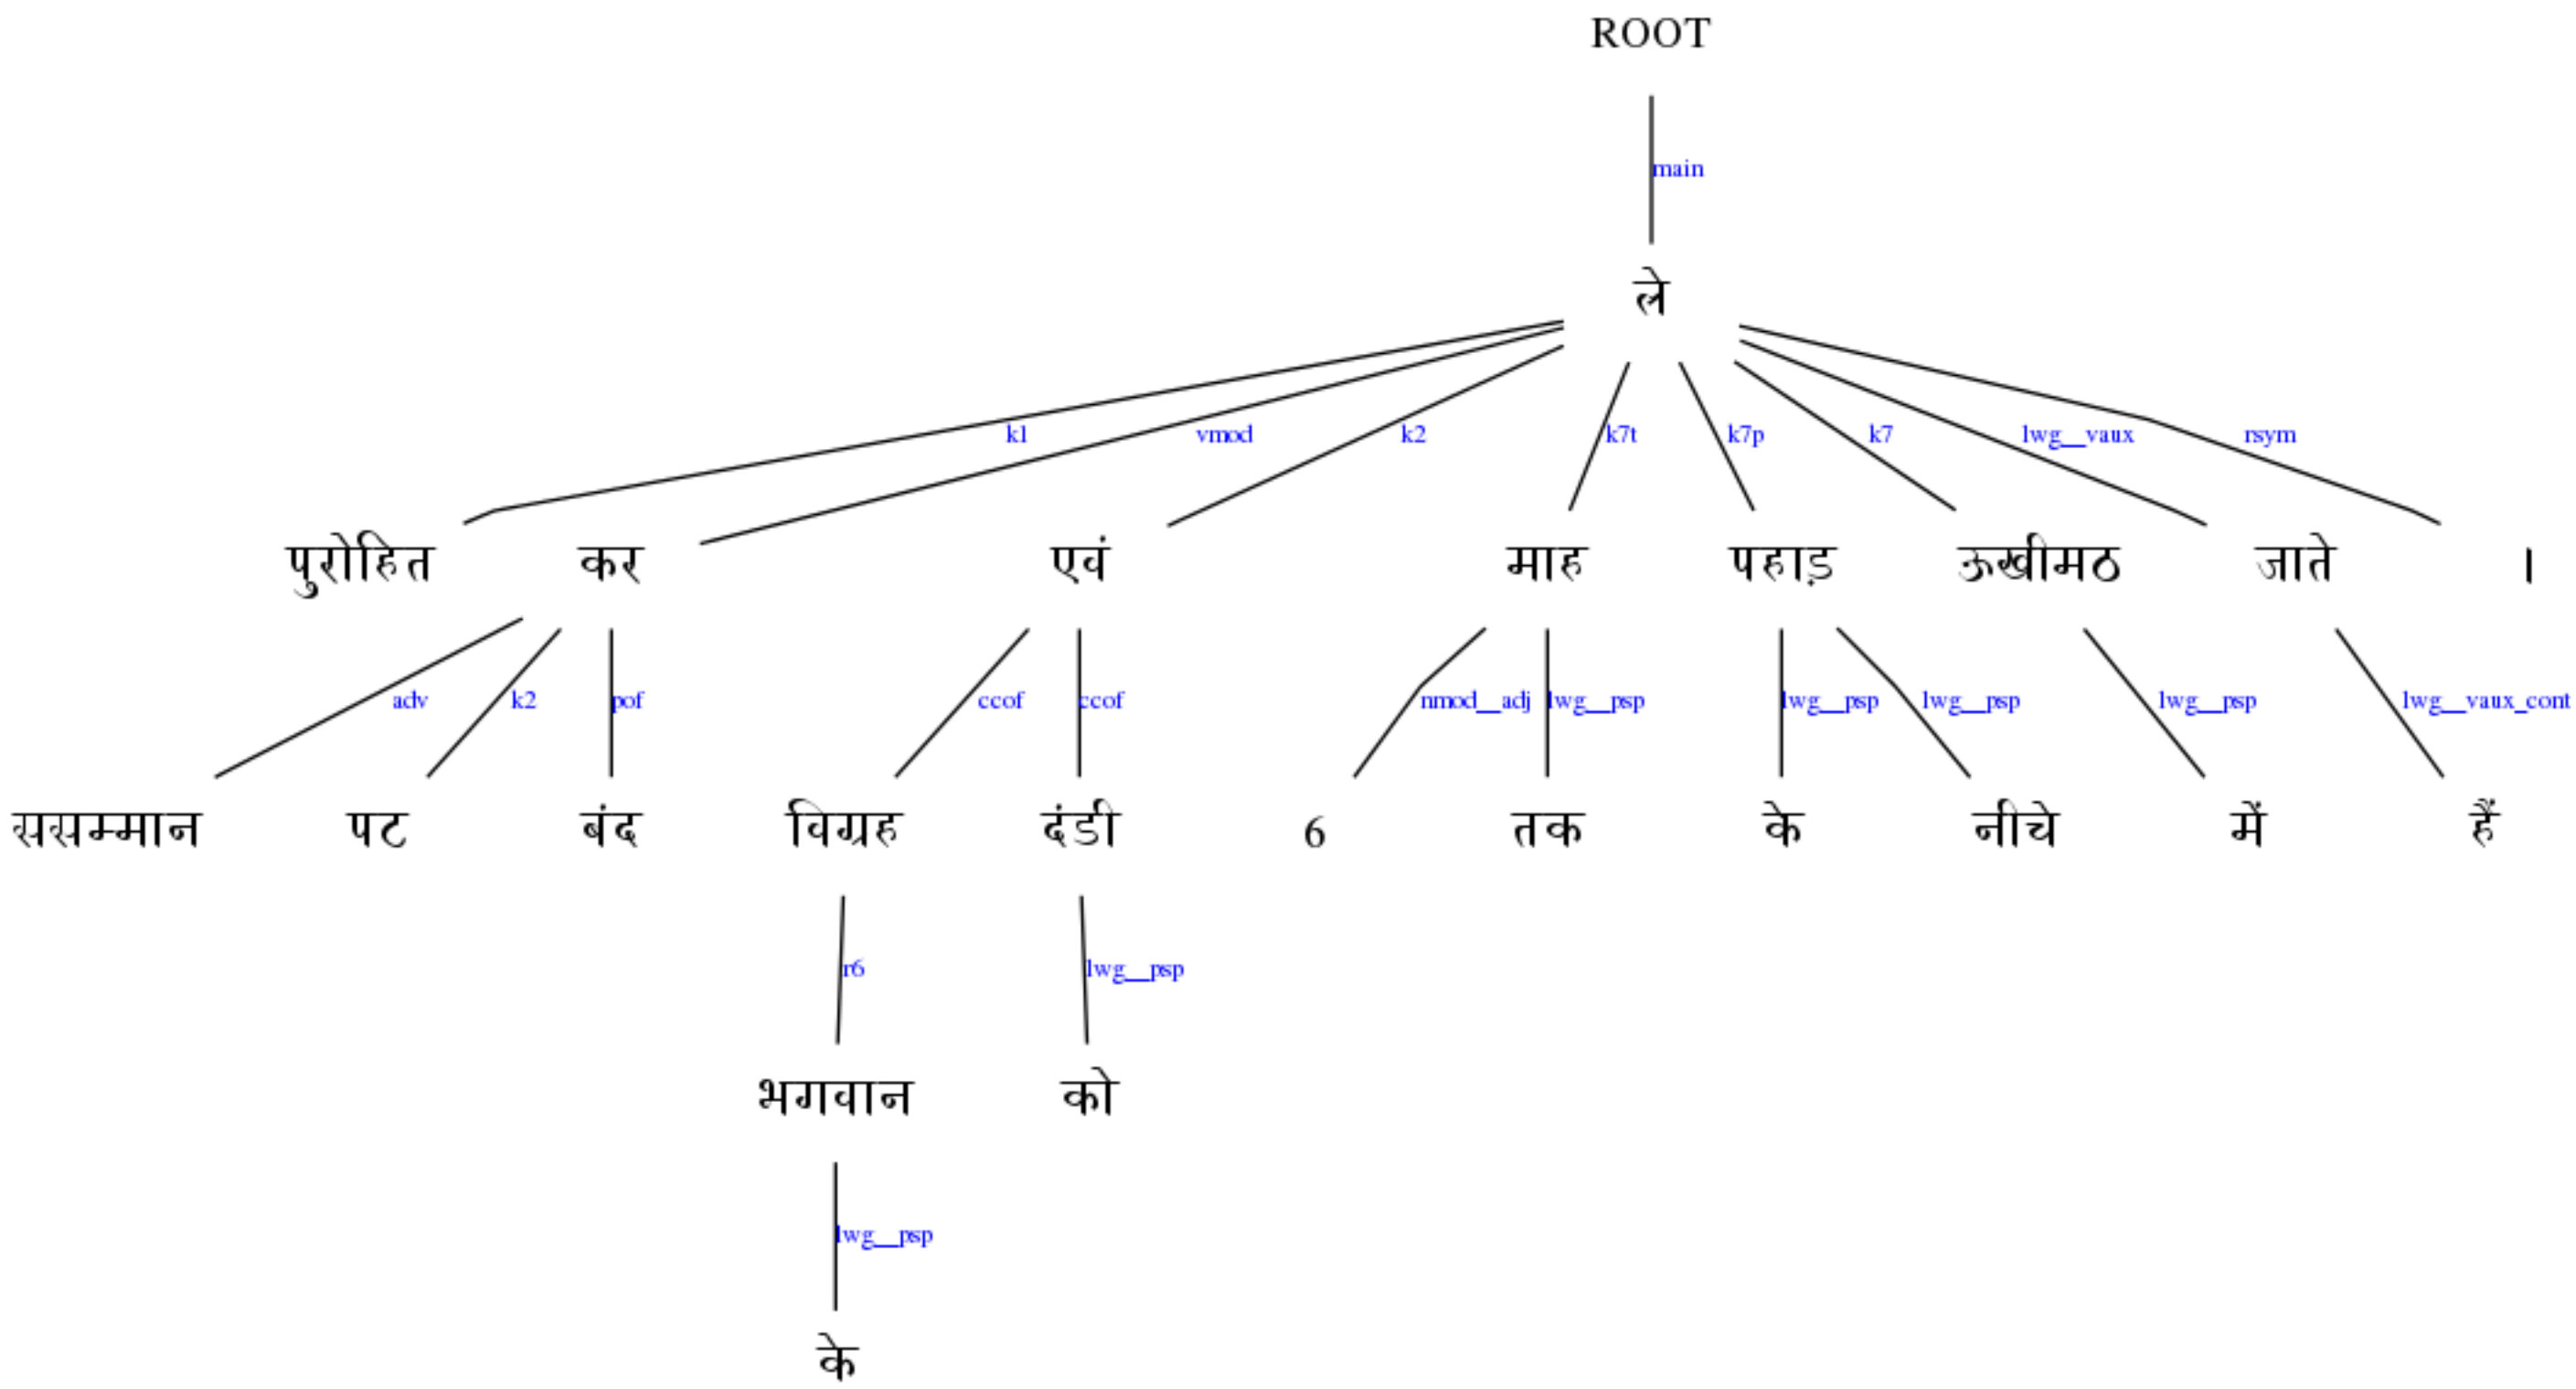 ROOT
main
ले
k1 vmod k2 k7t k7p k7 lwg__vaux rsym
पुरोहित कर एवं माह पहाड़ ऊखीमठ जाते ।
adv k2 pof ccof ccof nmod__adj lwg__psp lwg__psp lwg__psp lwg__psp lwg__vaux_cont
ससम्मान पट बंद विग्रह दंडी 6 तक के नीचे में हैं
r6 lwg__psp
भगवान को
lwg__psp
के